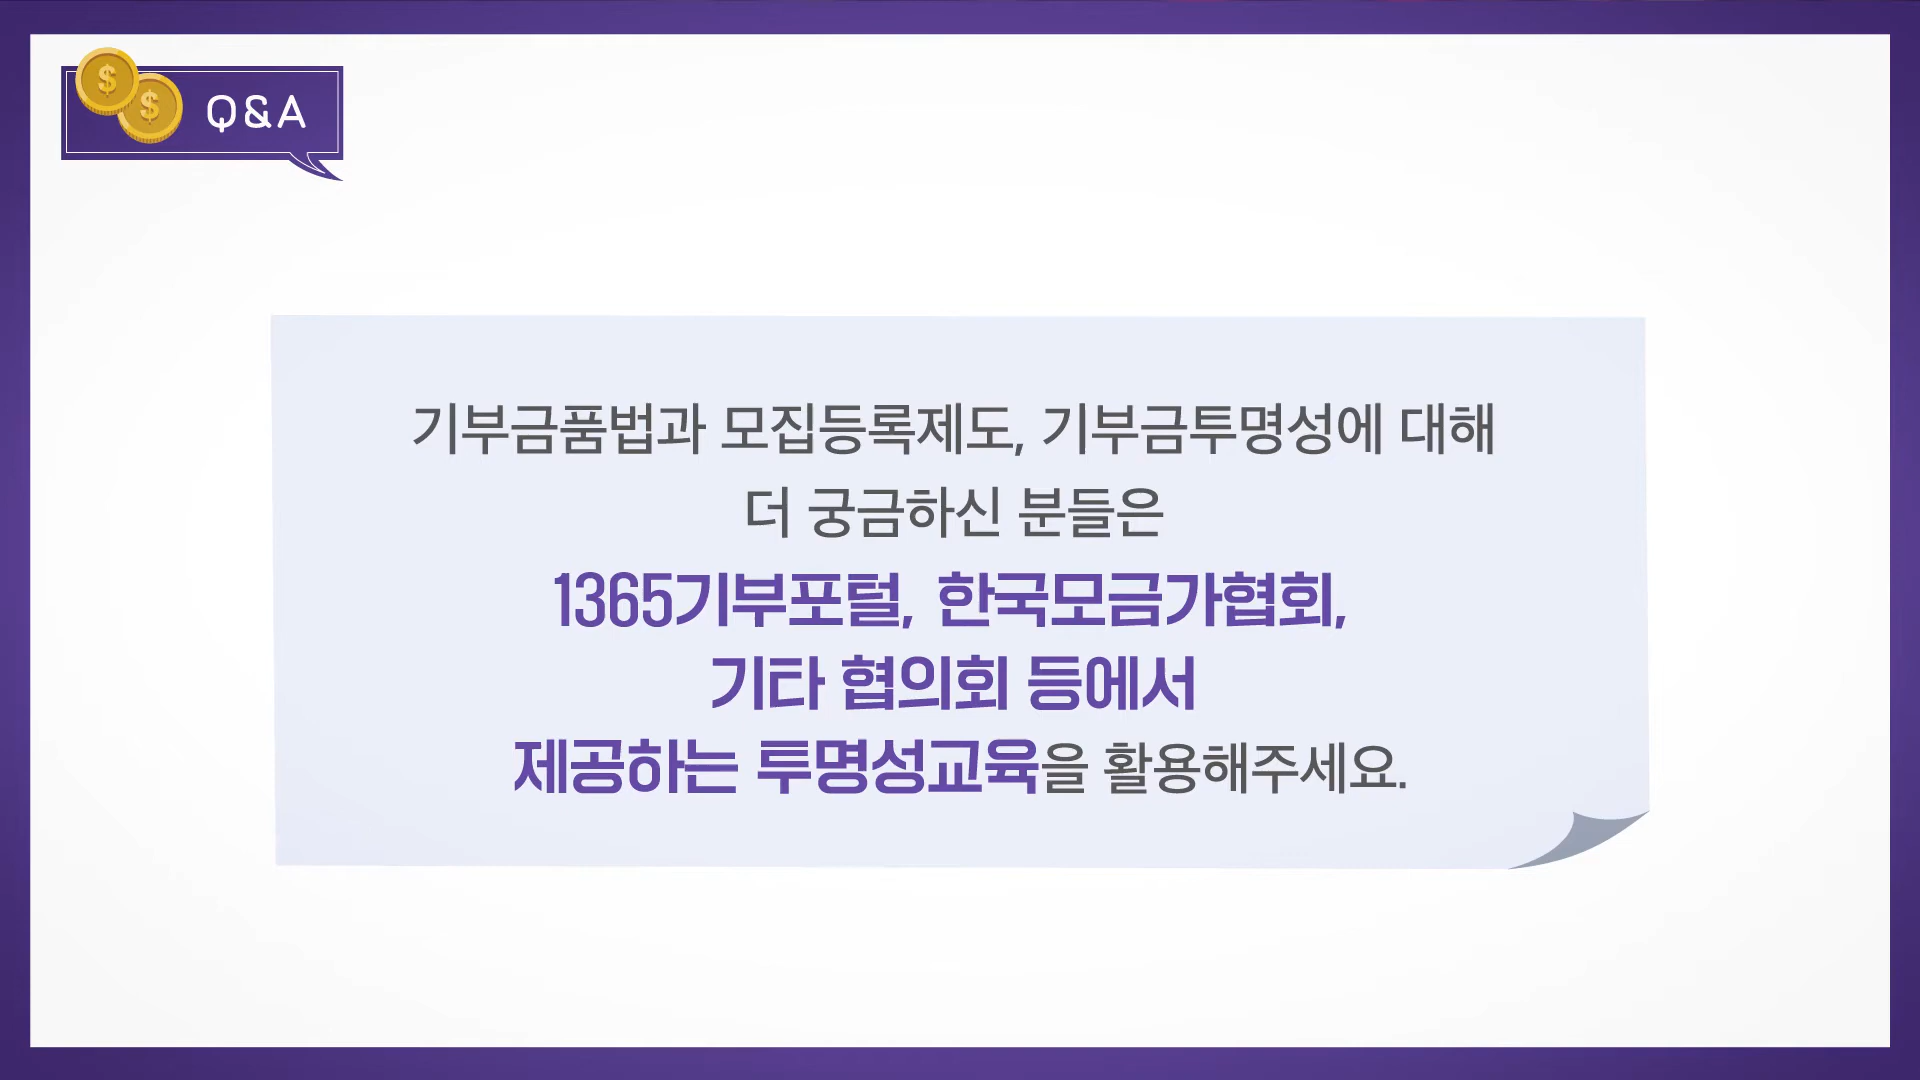 $
$
Q&A
기부금품법과 모집등록제도, 기부금투명성에 대해
더 궁금하신 분들은
1365기부포털, 한국모금가협회,
기타 협의회 등에서
제공하는 투명성교육을 활용해주세요.